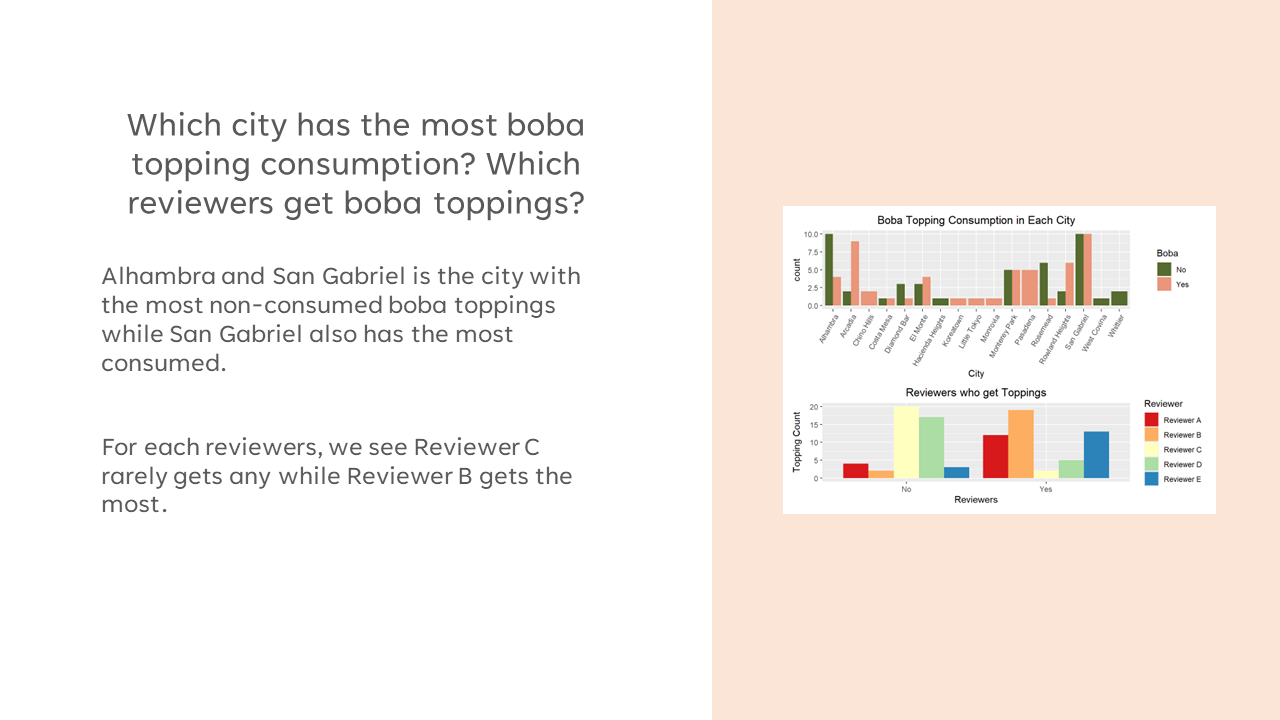 Which city has the most boba
topping consumption? Which
reviewers get boba toppings?
Alhambra and San Gabriel is the city with
the most non-consumed boba toppings
while San Gabriel also has the most
consumed.
For each reviewers, we see Reviewer C
rarely gets any while Reviewer B gets the
most.
Boba Topping Consumption in Each City
count
10.0
7.5
5.0
2.5
0.0
Alhambra
Arcadia
Chino Hills
Costa Mesa
Diamond Bar
El Monte
Hacienda Heights
Koreatown
Little Tokyo
Monrovia
Monterey Park
Pasadena
Rosemead
Rowland Heights
San Gabriel
West Covina
Whittier
City
Boba
No
Yes
Reviewers who get Toppings
Topping Count
20
15
10
5
0
No
Yes
Reviewers
Reviewer
Reviewer A
Reviewer B
Reviewer C
Reviewer D
Reviewer E